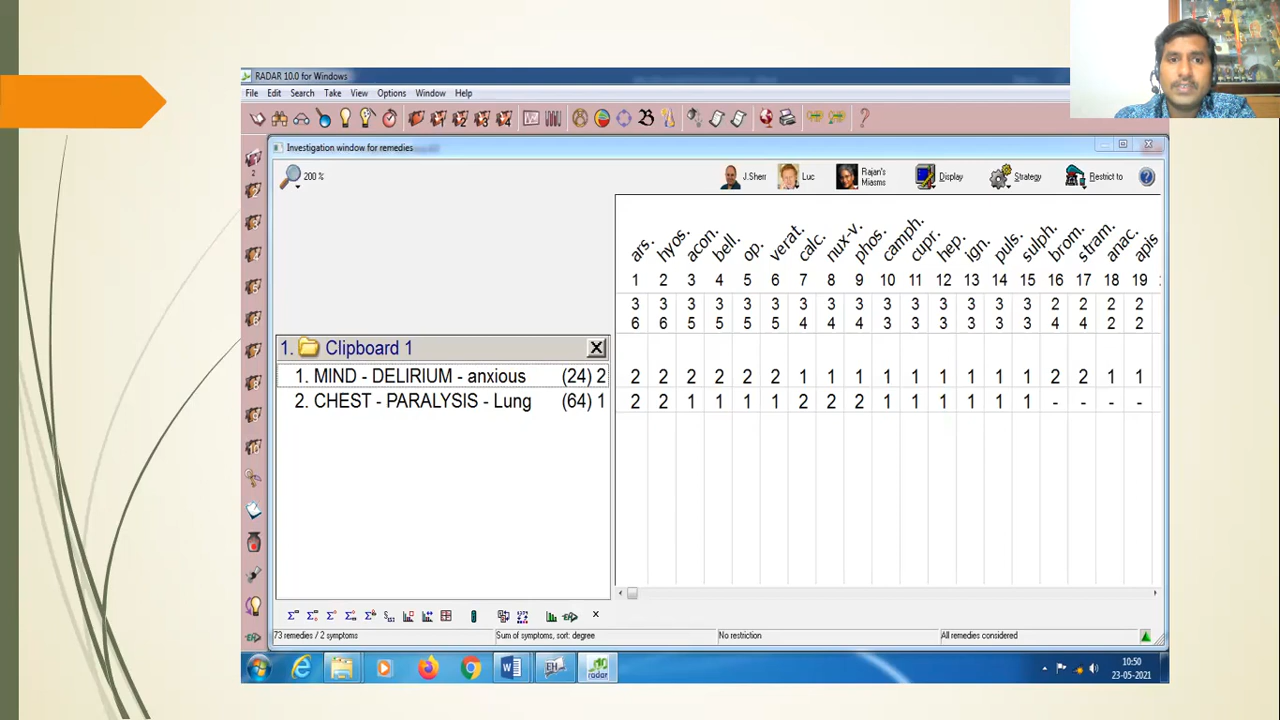 RADAR 10.0 for Windows
File Edit Search Take View Options Window Help
Investigation window for remedies
200 %
J.Sherr Luc Rajan's Miasms Display Strategy Restrict to
ars. hyos. acon. bell. op. verat. calc. nux-v. phos. camph. cupr. hep. ign. puls. sulph. brom. stram. anac. apis
1 2 3 4 5 6 7 8 9 10 11 12 13 14 15 16 17 18 19
3 3 3 3 3 3 3 3 3 3 3 3 3 3 3 2 2 2 2
6 6 5 5 5 5 4 4 4 3 3 3 3 3 3 4 4 2 2
1. Clipboard 1
1. MIND - DELIRIUM - anxious (24) 2 2 2 2 2 2 2 1 1 1 1 1 1 1 1 1 2 2 1 1
2. CHEST - PARALYSIS - Lung (64) 1 2 2 1 1 1 1 2 2 2 1 1 1 1 1 1 - - - -
73 remedies / 2 symptoms Sum of symptoms, sort: degree No restriction All remedies considered
EH radar
10:50
23-05-2021